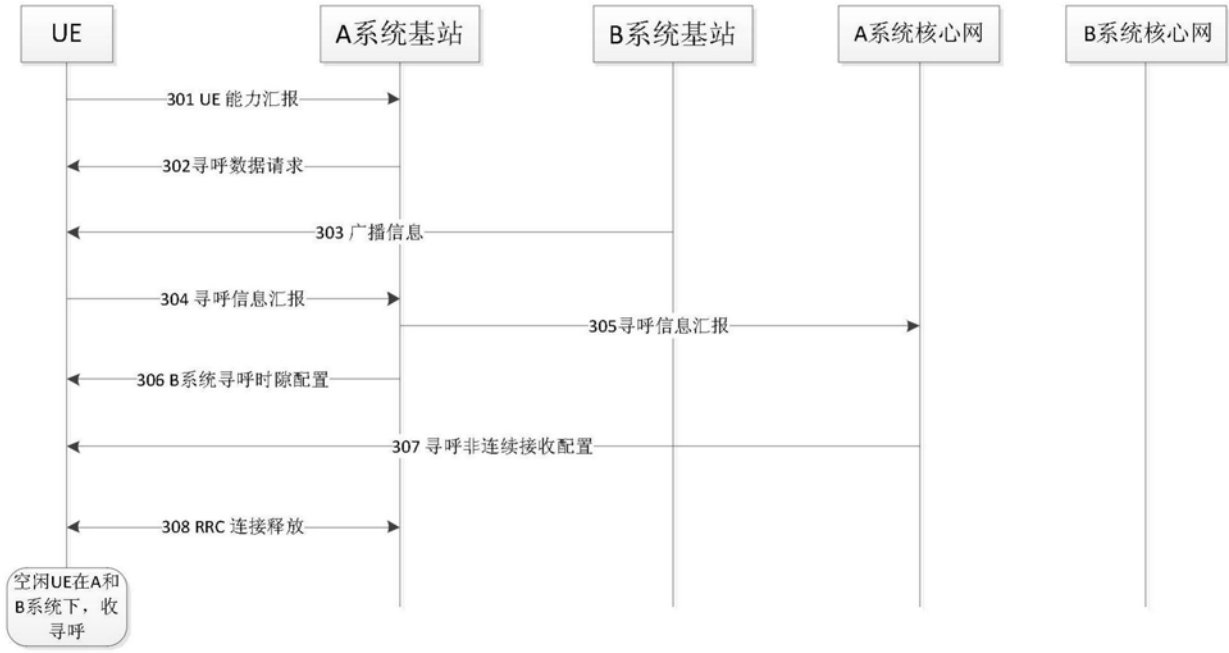 UE
A系统基站
B系统基站
A系统核心网
B系统核心网
301 UE 能力汇报
302寻呼数据请求
303 广播信息
304 寻呼信息汇报
305寻呼信息汇报
306 B系统寻呼时隙配置
307 寻呼非连续接收配置
308 RRC 连接释放
空闲UE在A和
B系统下，收
寻呼